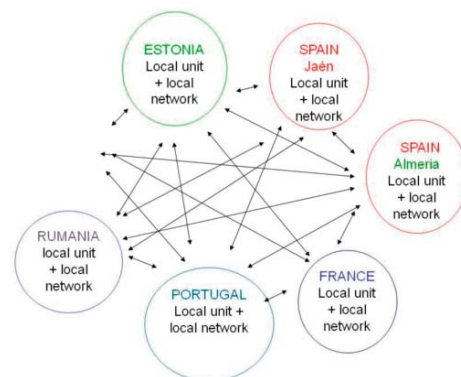 ESTONIA
Local unit
+ local
network
SPAIN
Jaén
Local unit
+ local
network
SPAIN
Almeria
Local unit
+ local
network
RUMANIA
local unit
+ local
network
PORTUGAL
Local unit +
local network
FRANCE
Local unit
+ local
network